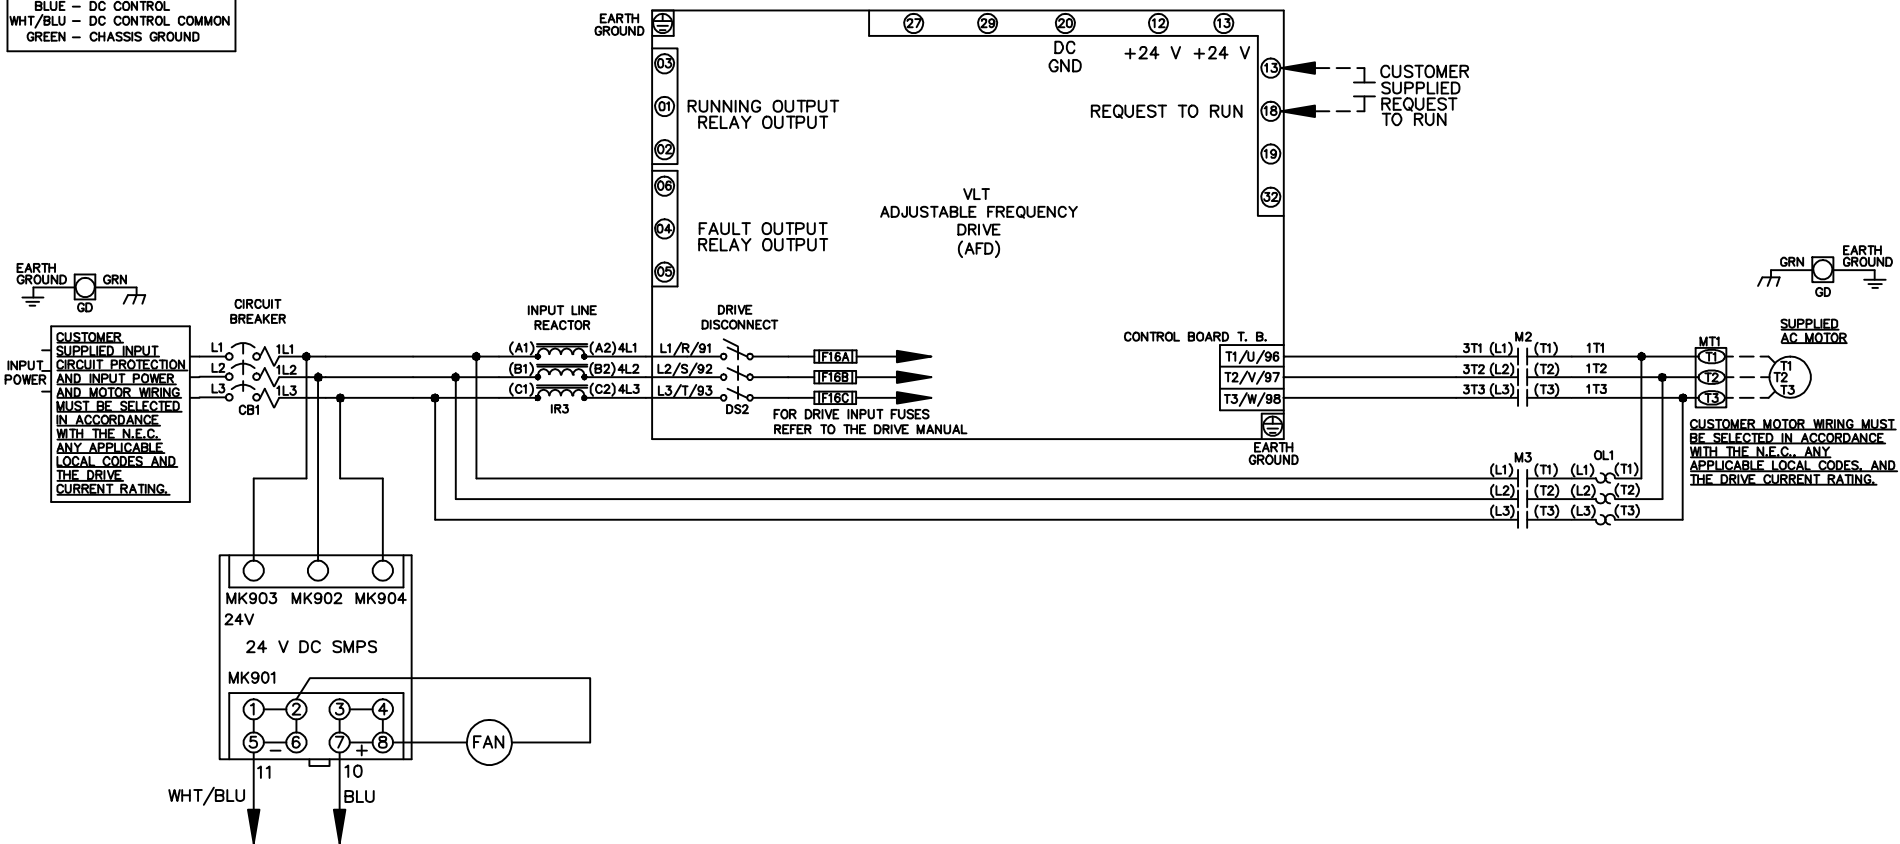 BLUE – DC CONTROL
WHT/BLU – DC CONTROL COMMON
GREEN – CHASSIS GROUND
EARTH
GROUND
27 29 20 12 13
DC
GND
+24 V +24 V
03
01
02
RUNNING OUTPUT
RELAY OUTPUT
06
04
05
FAULT OUTPUT
RELAY OUTPUT
VLT
ADJUSTABLE FREQUENCY
DRIVE
(AFD)
REQUEST TO RUN
13
18
19
32
CUSTOMER
SUPPLIED
REQUEST
TO RUN
EARTH
GROUND
GRN
GD
INPUT
POWER
CUSTOMER
SUPPLIED INPUT
CIRCUIT PROTECTION
AND INPUT POWER
AND MOTOR WIRING
MUST BE SELECTED
IN ACCORDANCE
WITH THE N.E.C.
ANY APPLICABLE
LOCAL CODES AND
THE DRIVE
CURRENT RATING.
CIRCUIT
BREAKER
L1 1L1
L2 1L2
L3 1L3
CB1
INPUT LINE
REACTOR
(A1) (A2) 4L1
(B1) (B2) 4L2
(C1) (C2) 4L3
IR3
L1/R/91
L2/S/92
L3/T/93
DRIVE
DISCONNECT
DS2
F16A
F16B
F16C
FOR DRIVE INPUT FUSES
REFER TO THE DRIVE MANUAL
CONTROL BOARD T. B.
T1/U/96
T2/V/97
T3/W/98
EARTH
GROUND
M2
3T1 (L1) (T1) 1T1
3T2 (L2) (T2) 1T2
3T3 (L3) (T3) 1T3
MT1
T1
T2
T3
GRN
EARTH
GROUND
GD
SUPPLIED
AC MOTOR
T1
T2
T3
CUSTOMER MOTOR WIRING MUST
BE SELECTED IN ACCORDANCE
WITH THE N.E.C., ANY
APPLICABLE LOCAL CODES, AND
THE DRIVE CURRENT RATING.
M3 OL1
(L1) (T1) (L1) (T1)
(L2) (T2) (L2) (T2)
(L3) (T3) (L3) (T3)
MK903 MK902 MK904
24V
24 V DC SMPS
MK901
1 2 3 4
5 – 6 7 + 8
FAN
11 10
WHT/BLU BLU